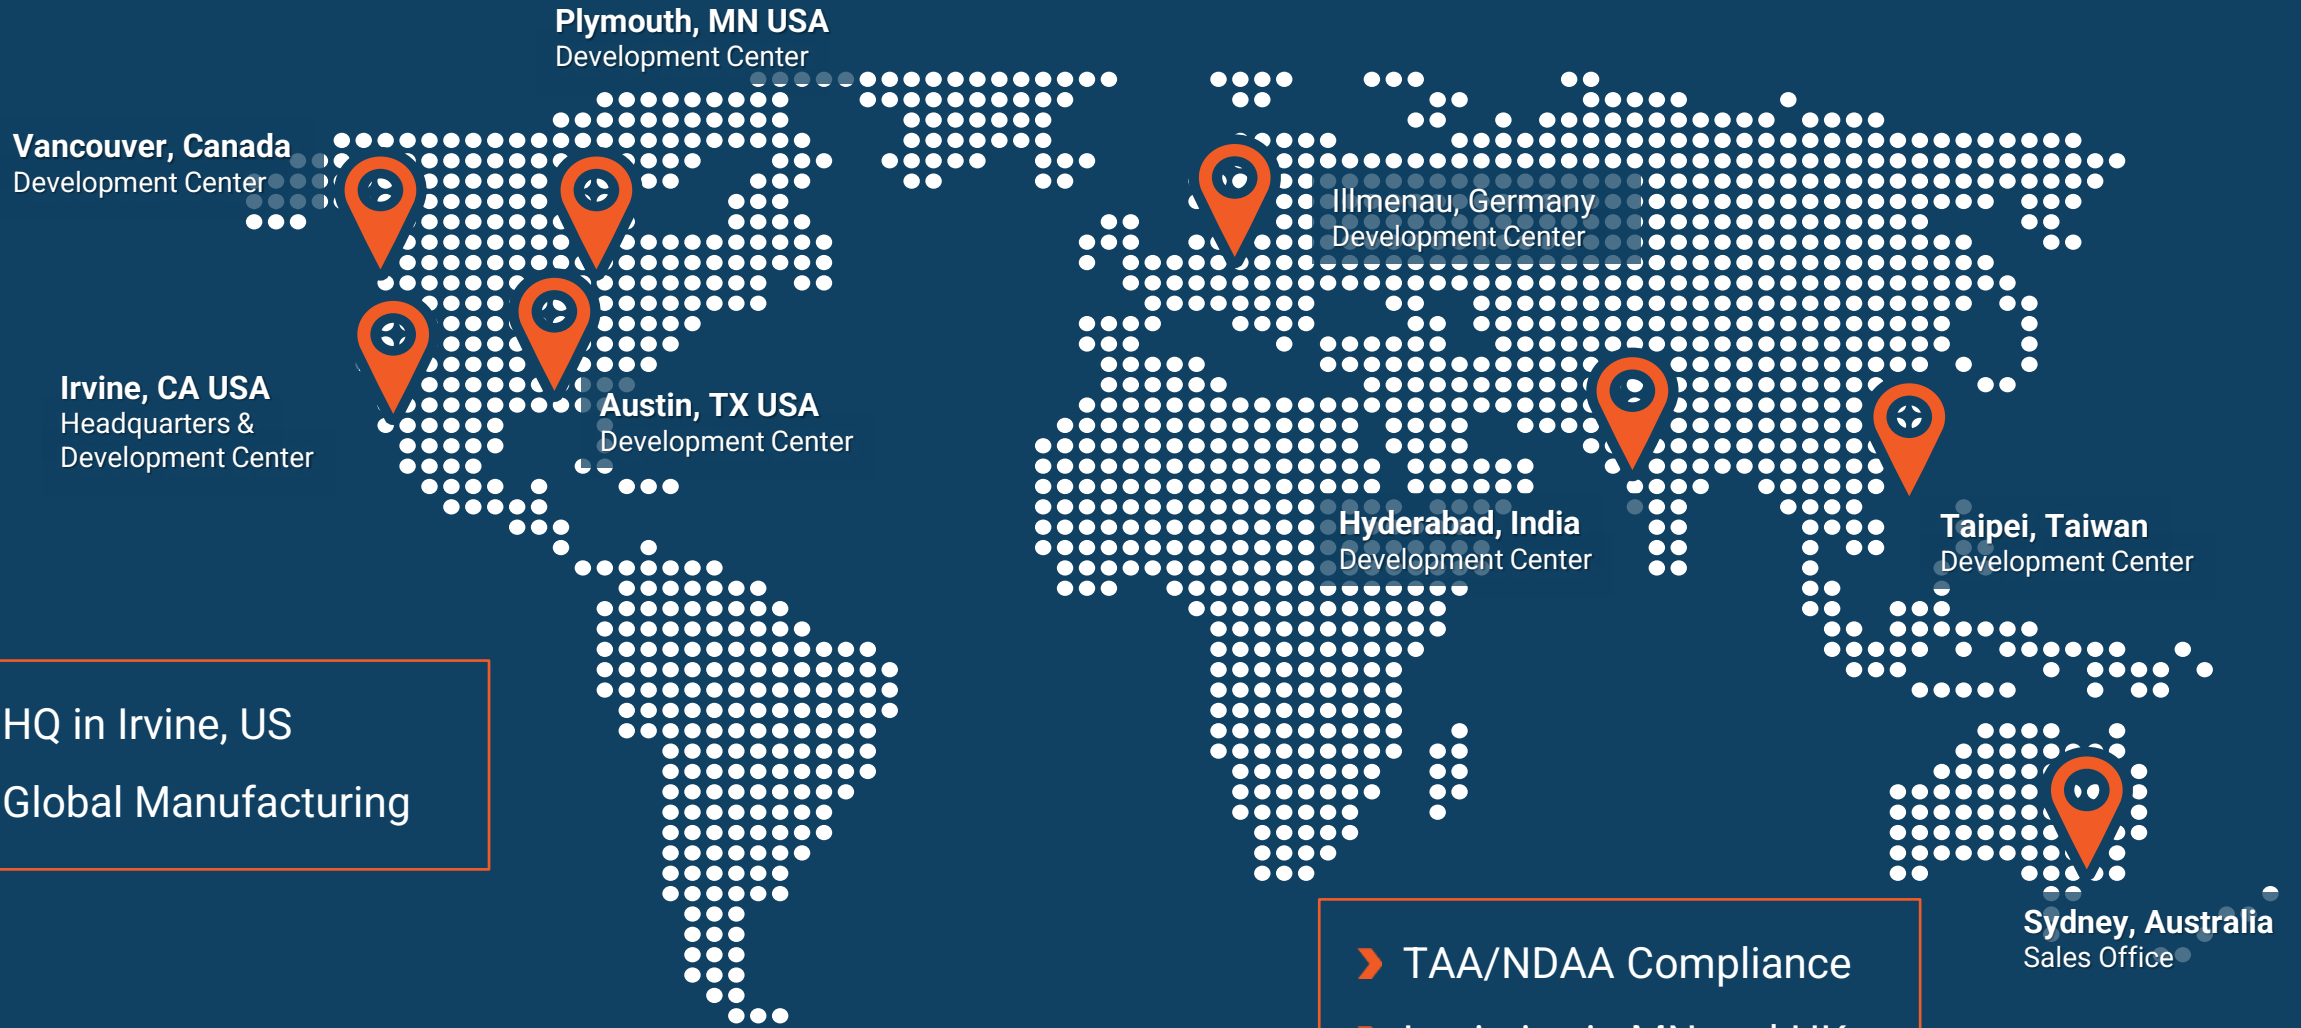 Plymouth, MN USA
Development Center
Vancouver, Canada
Development Center
Illmenau, Germany
Development Center
Irvine, CA USA
Headquarters &
Development Center
Austin, TX USA
Development Center
Hyderabad, India
Development Center
Taipei, Taiwan
Development Center
HQ in Irvine, US
Global Manufacturing
Sydney, Australia
Sales Office
TAA/NDAA Compliance